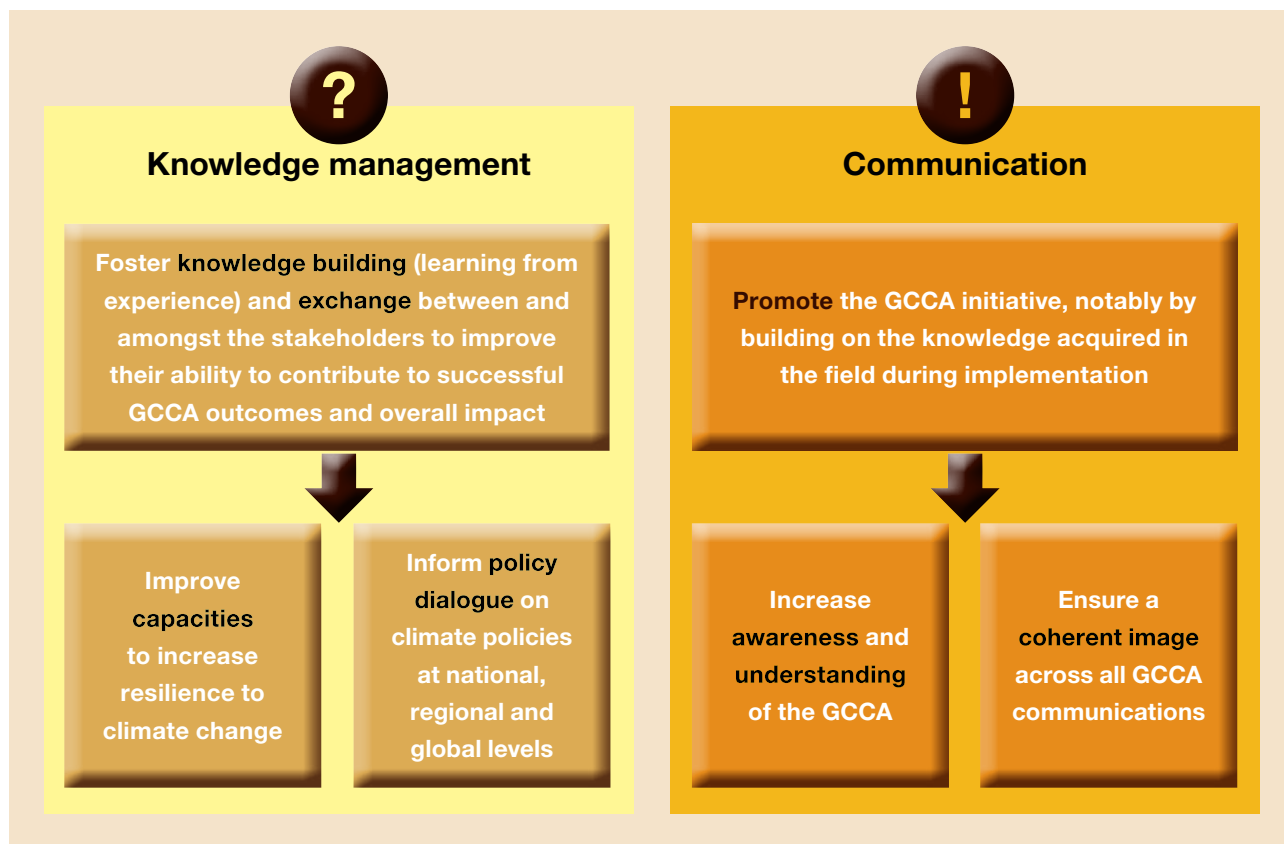 ?
Knowledge management
Foster knowledge building (learning from
experience) and exchange between and
amongst the stakeholders to improve
their ability to contribute to successful
GCCA outcomes and overall impact
Improve
capacities
to increase
resilience to
climate change
Inform policy
dialogue on
climate policies
at national,
regional and
global levels
!
Communication
Promote the GCCA initiative, notably by
building on the knowledge acquired in
the field during implementation
Increase
awareness and
understanding
of the GCCA
Ensure a
coherent image
across all GCCA
communications